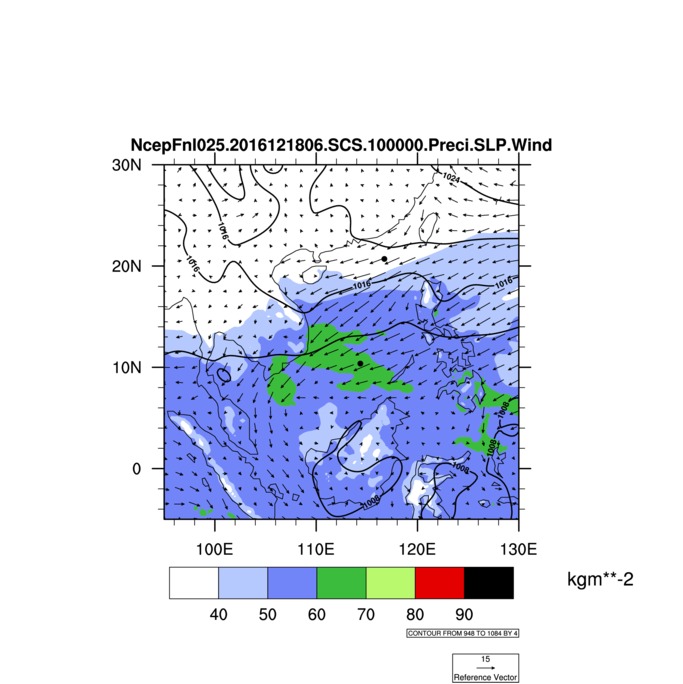 NcepFnl025.2016121806.SCS.100000.Preci.SLP.Wind
30N
1024
1016
20N
1016
1016
1016
10N
1008
1008
0
1008
1008
100E
110E
120E
130E
kgm**-2
40
50
60
70
80
90
CONTOUR FROM 948 TO 1084 BY 4
15
Reference Vector